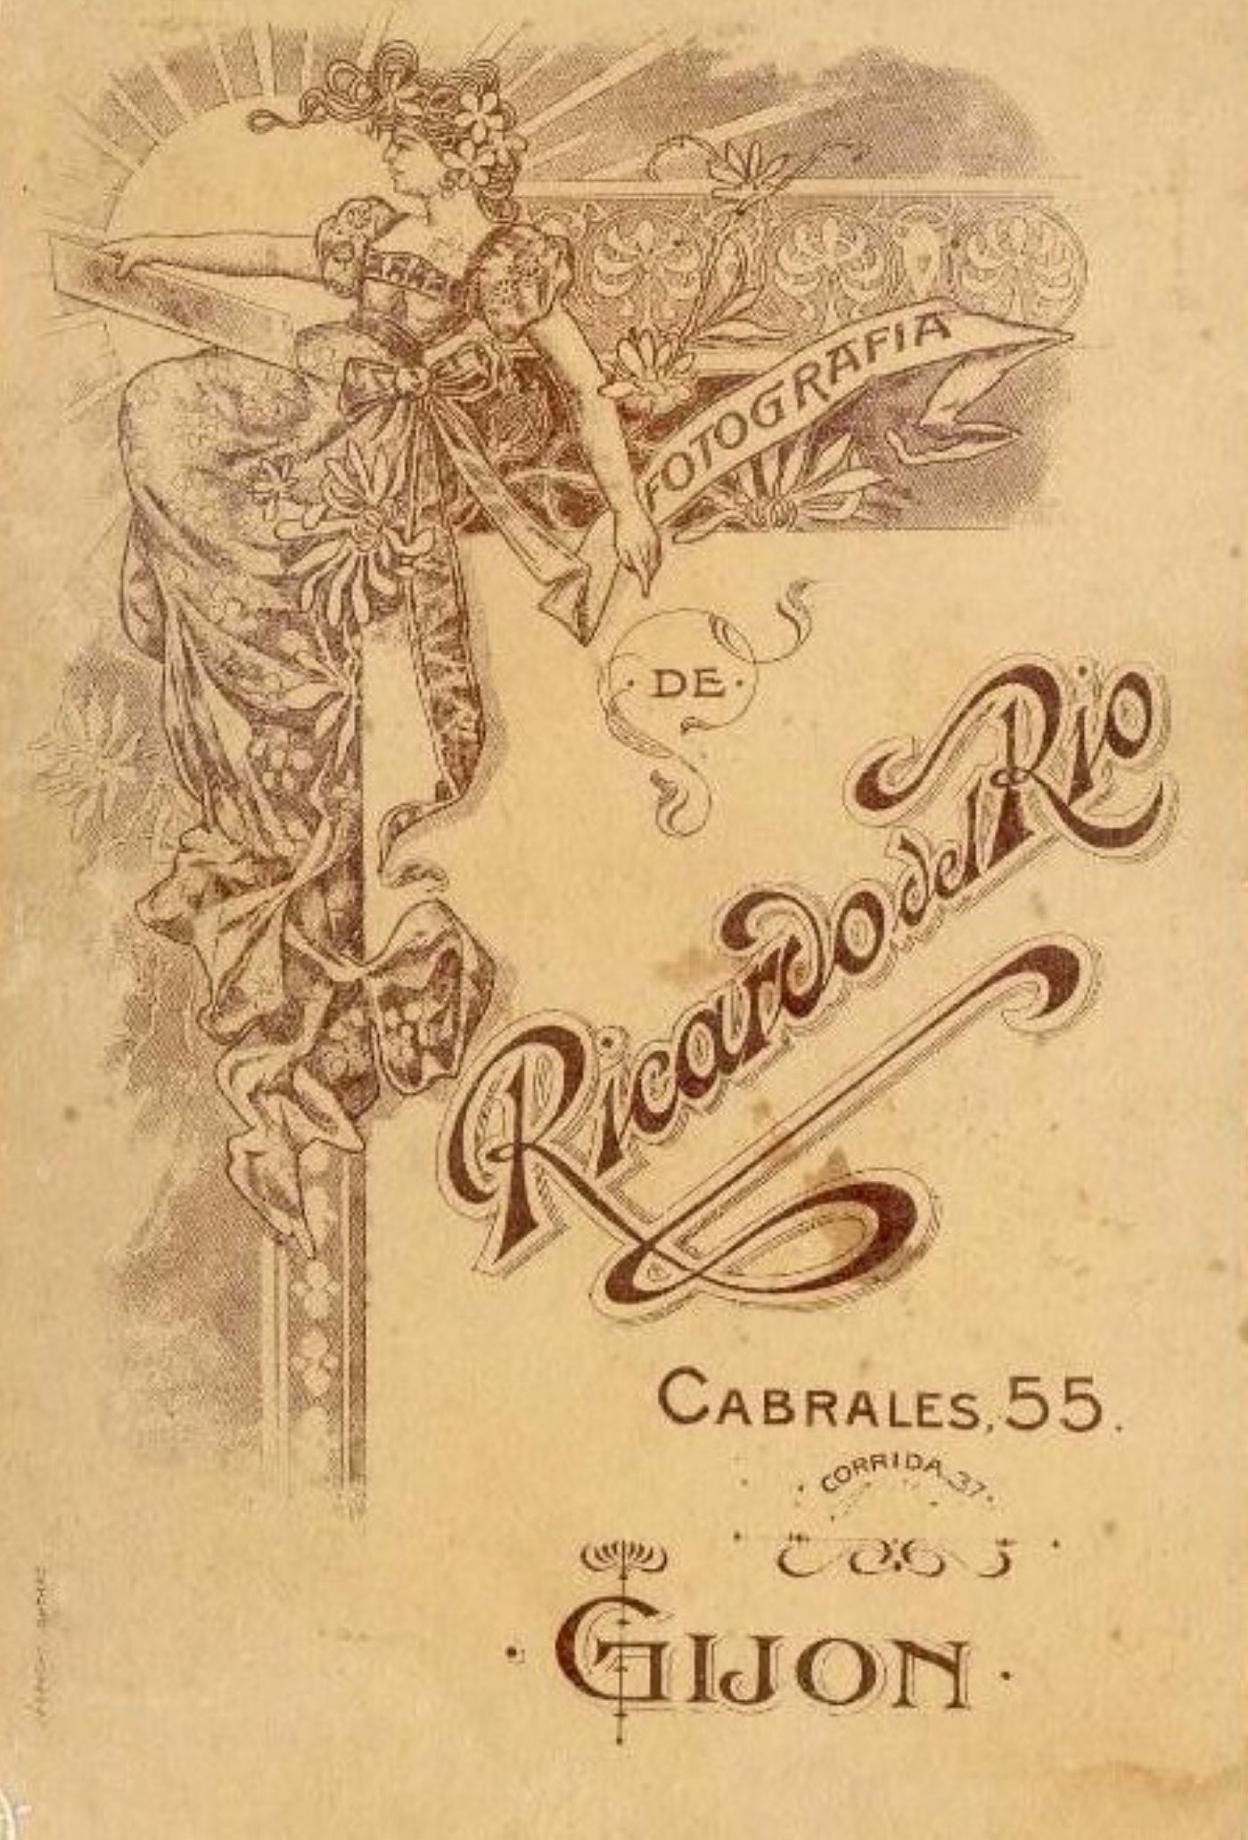 FOTOGRAFIA
·DE·
Ricardo del Rio
CABRALES, 55.
CORRIDA, 37.
GIJON